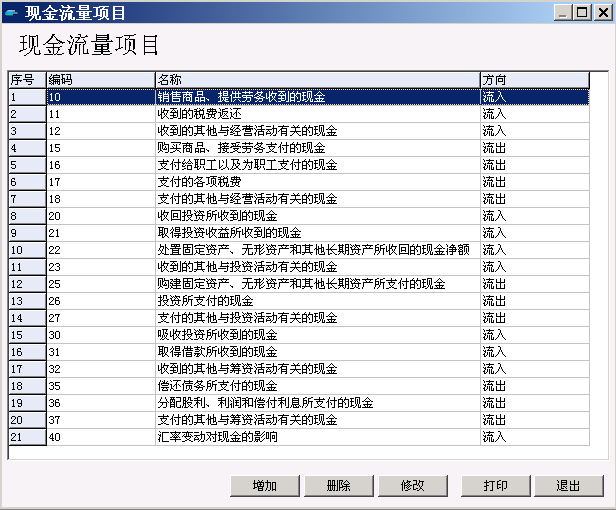 现金流量项目
现金流量项目
序号 编码 名称 方向
1 10 销售商品、提供劳务收到的现金 流入
2 11 收到的税费返还 流入
3 12 收到的其他与经营活动有关的现金 流入
4 15 购买商品、接受劳务支付的现金 流出
5 16 支付给职工以及为职工支付的现金 流出
6 17 支付的各项税费 流出
7 18 支付的其他与经营活动有关的现金 流出
8 20 收回投资所收到的现金 流入
9 21 取得投资收益所收到的现金 流入
10 22 处置固定资产、无形资产和其他长期资产所收回的现金净额 流入
11 23 收到的其他与投资活动有关的现金 流入
12 25 购建固定资产、无形资产和其他长期资产所支付的现金 流出
13 26 投资所支付的现金 流出
14 27 支付的其他与投资活动有关的现金 流出
15 30 吸收投资所收到的现金 流入
16 31 取得借款所收到的现金 流入
17 32 收到的其他与筹资活动有关的现金 流入
18 35 偿还债务所支付的现金 流出
19 36 分配股利、利润和偿付利息所支付的现金 流出
20 37 支付的其他与筹资活动有关的现金 流出
21 40 汇率变动对现金的影响 流入
增加 删除 修改 打印 退出